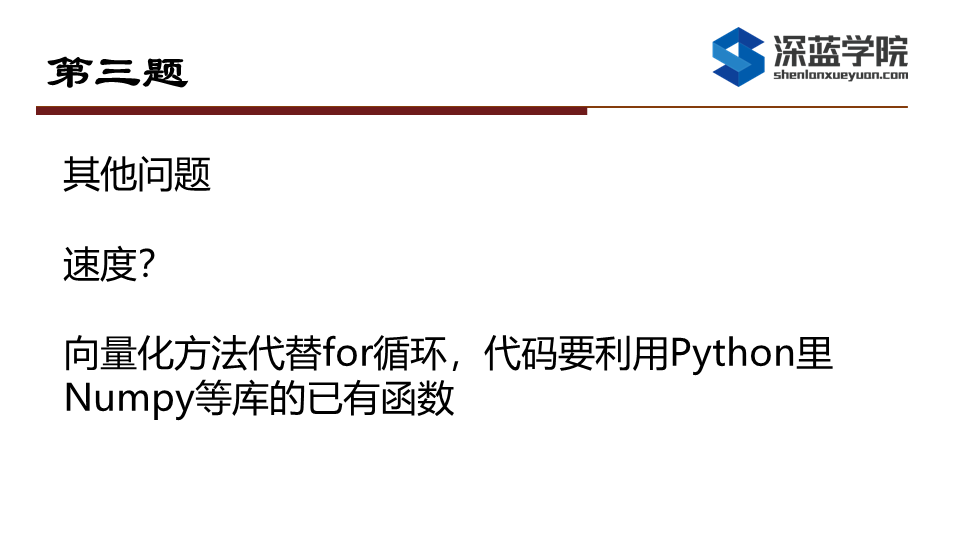 第三题
深蓝学院
shenlanxueyuan.com
其他问题
速度？
向量化方法代替for循环，代码要利用Python里
Numpy等库的已有函数